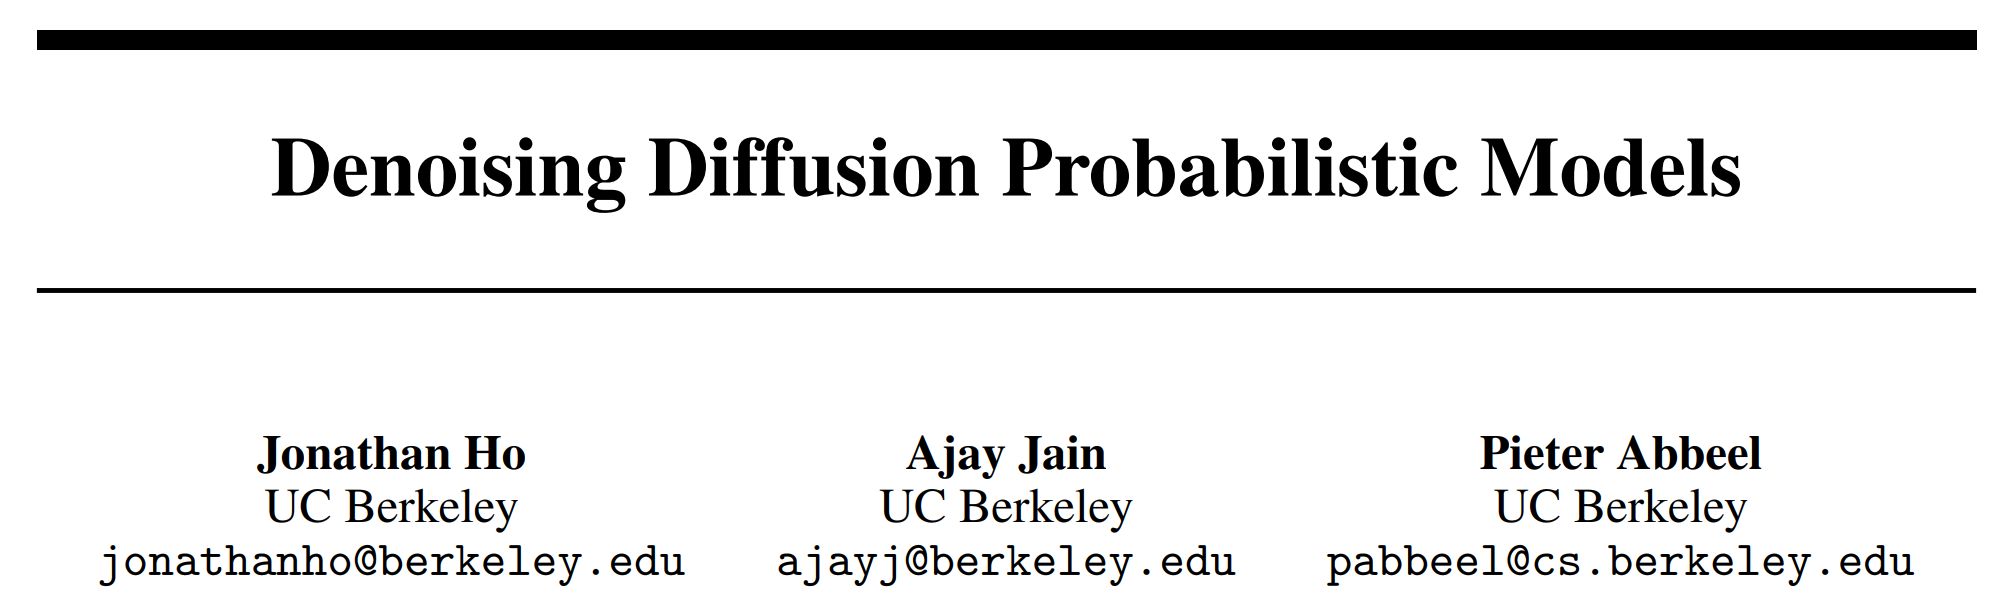 Denoising Diffusion Probabilistic Models
Jonathan Ho
UC Berkeley
jonathanho@berkeley.edu
Ajay Jain
UC Berkeley
ajayj@berkeley.edu
Pieter Abbeel
UC Berkeley
pabbeel@cs.berkeley.edu